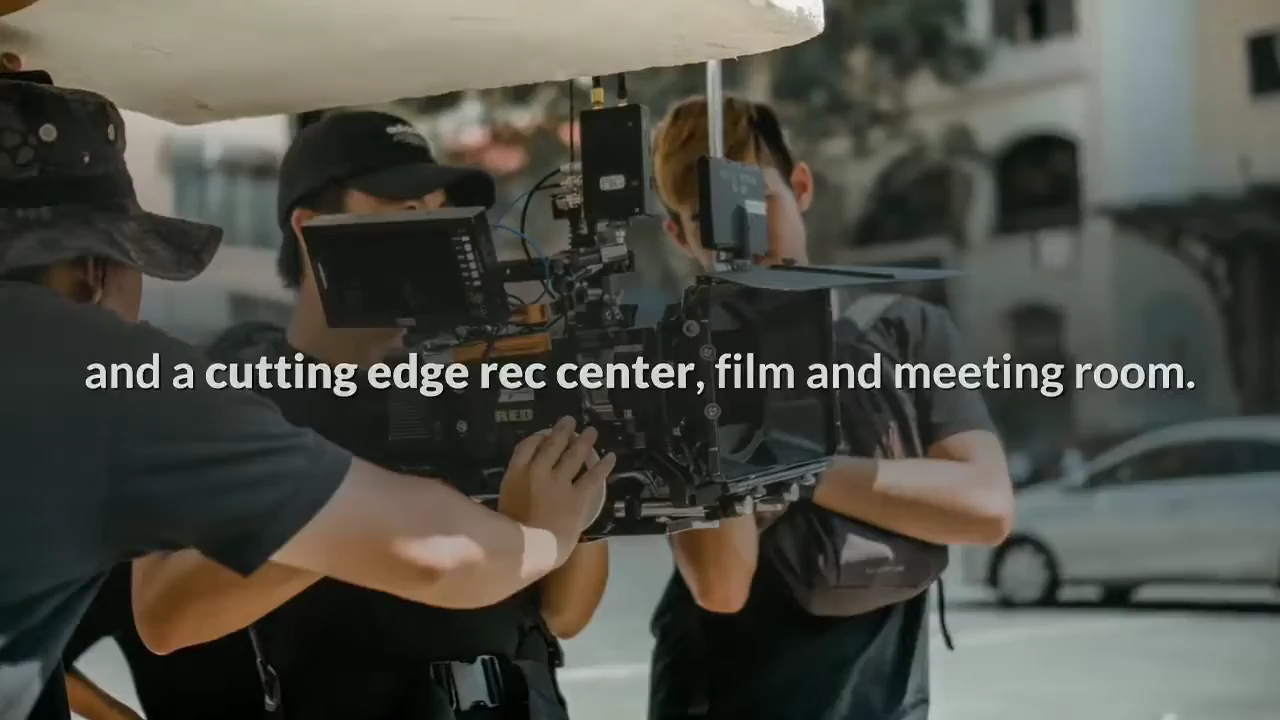 and a cutting edge rec center, film and meeting room.
RED